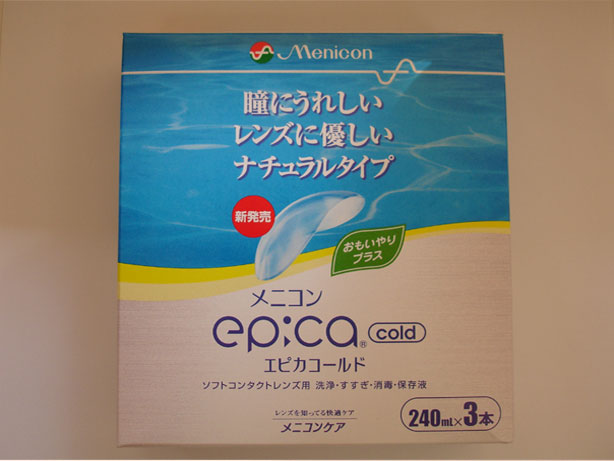 Menicon
瞳にうれしい
レンズに優しい
ナチュラルタイプ
新発売
おもいやり
プラス
メニコン
epica® cold
エピカコールド
ソフトコンタクトレンズ用 洗浄・すすぎ・消毒・保存液
レンズを知ってる快適ケア
メニコンケア
240mL×3本